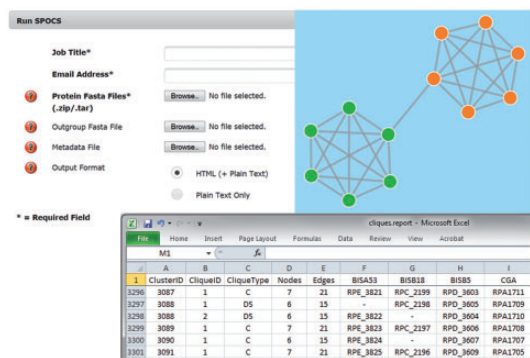 Run SPOCS
Job Title*
Email Address*
Protein Fasta Files* Browse.. No file selected.
(.zip/.tar)
Outgroup Fasta File Browse.. No file selected.
Metadata File Browse.. No file selected.
Output Format HTML (+ Plain Text)
Plain Text Only
* = Required Field
cliques.report - Microsoft Excel
File Home Insert Page Layout Formulas Data Review View Acrobat
M1 fx
A B C D E F G H I
1 ClusterID CliqueID CliqueType Nodes Edges BISA53 BISB18 BISB5 CGA
3296 3087 1 C 7 21 RPE_3821 RPC_2199 RPD_3603 RPA1711
3297 3088 1 DS 6 15 - RPC_2198 RPD_3605 RPA1709
3298 3088 2 DS 6 15 RPE_3822 - RPD_3604 RPA1710
3299 3089 1 C 7 21 RPE_3823 RPC_2197 RPD_3606 RPA1708
3300 3090 1 C 6 15 RPE_3824 - RPD_3607 RPA1707
3301 3091 1 C 7 21 RPE_3825 RPC_2196 RPD_3609 RPA1705